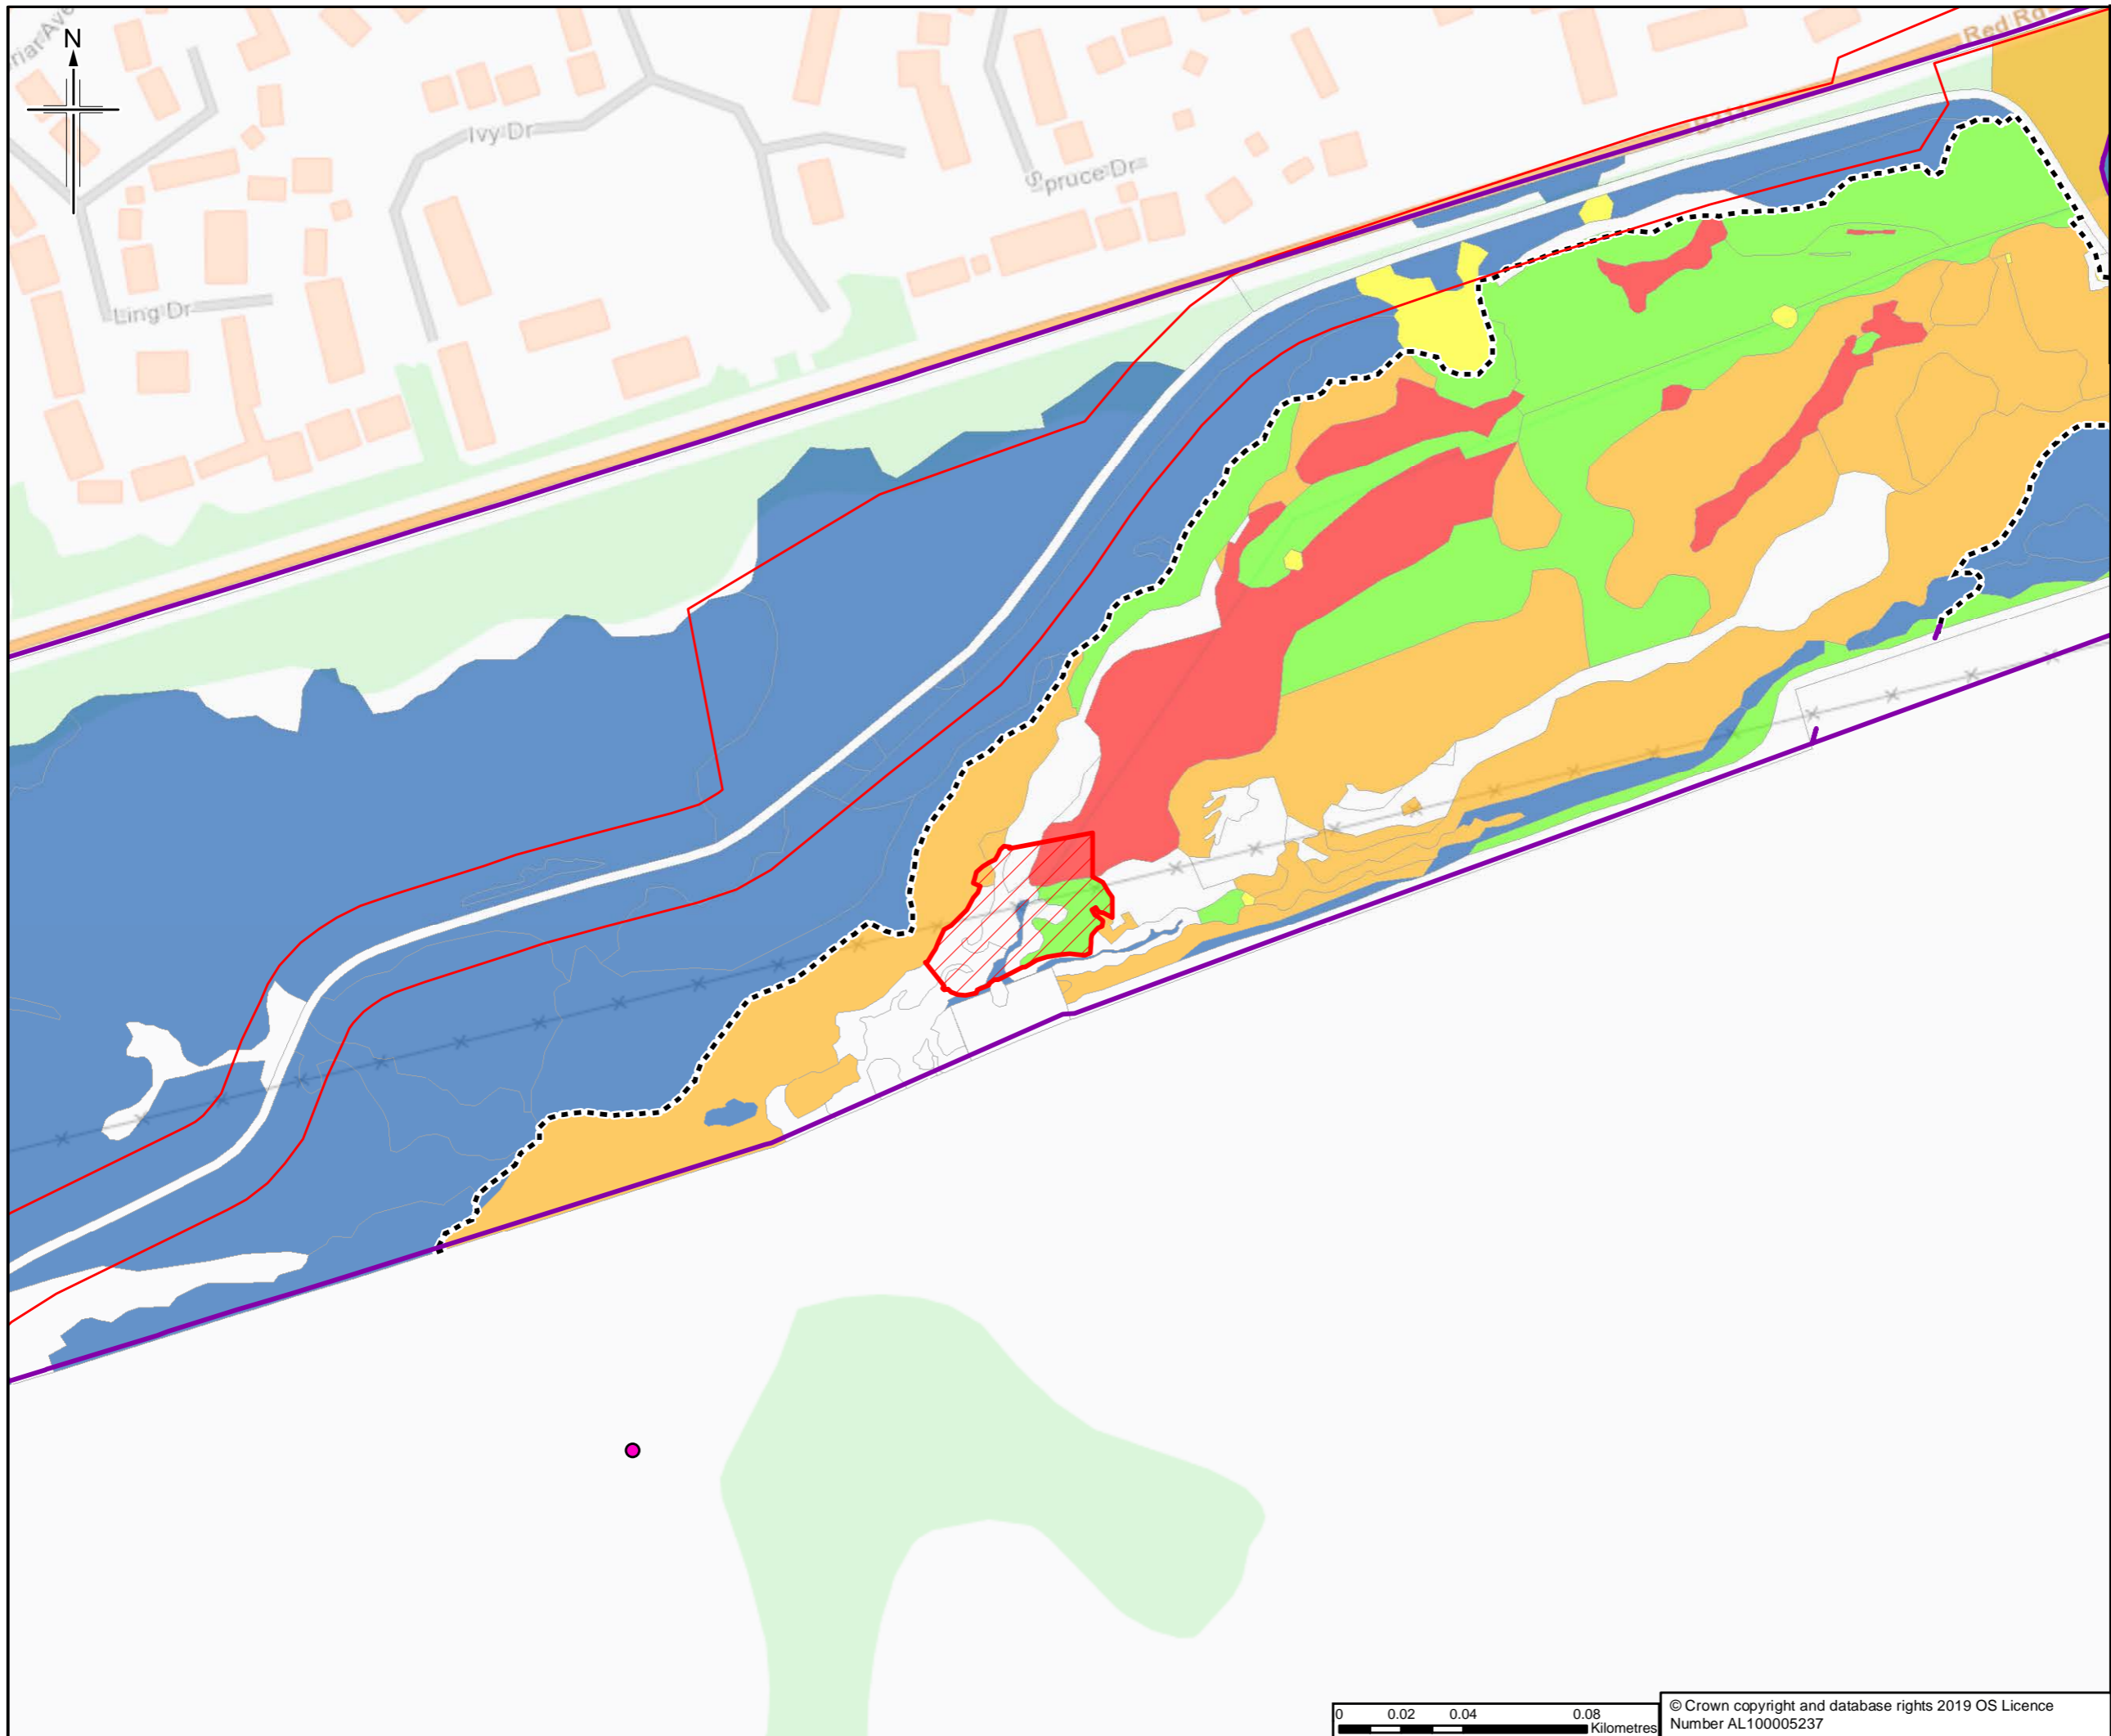 N
Red Rd
Ivy Dr
Spruce Dr
Ling Dr
0 0.02 0.04 0.08
Kilometres
© Crown copyright and database rights 2019 OS Licence
Number AL100005237